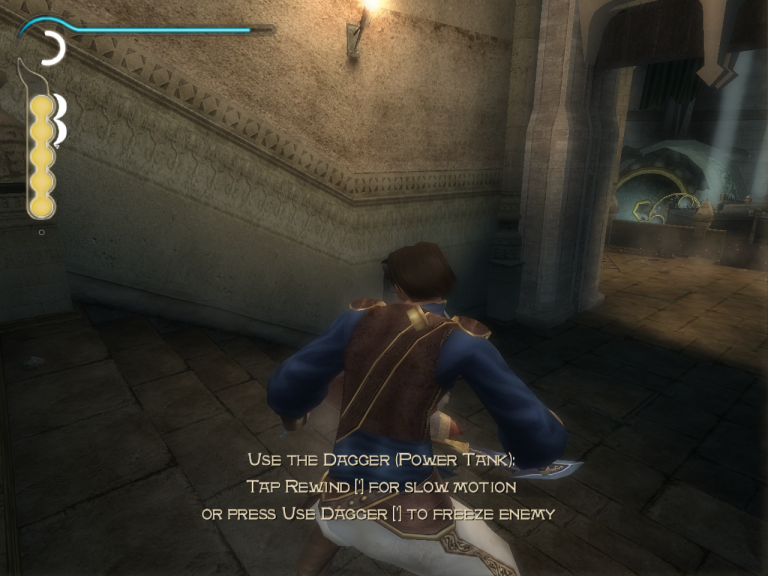 Use the Dagger (Power Tank):
Tap Rewind ['] for slow motion
or press Use Dagger ['] to freeze enemy